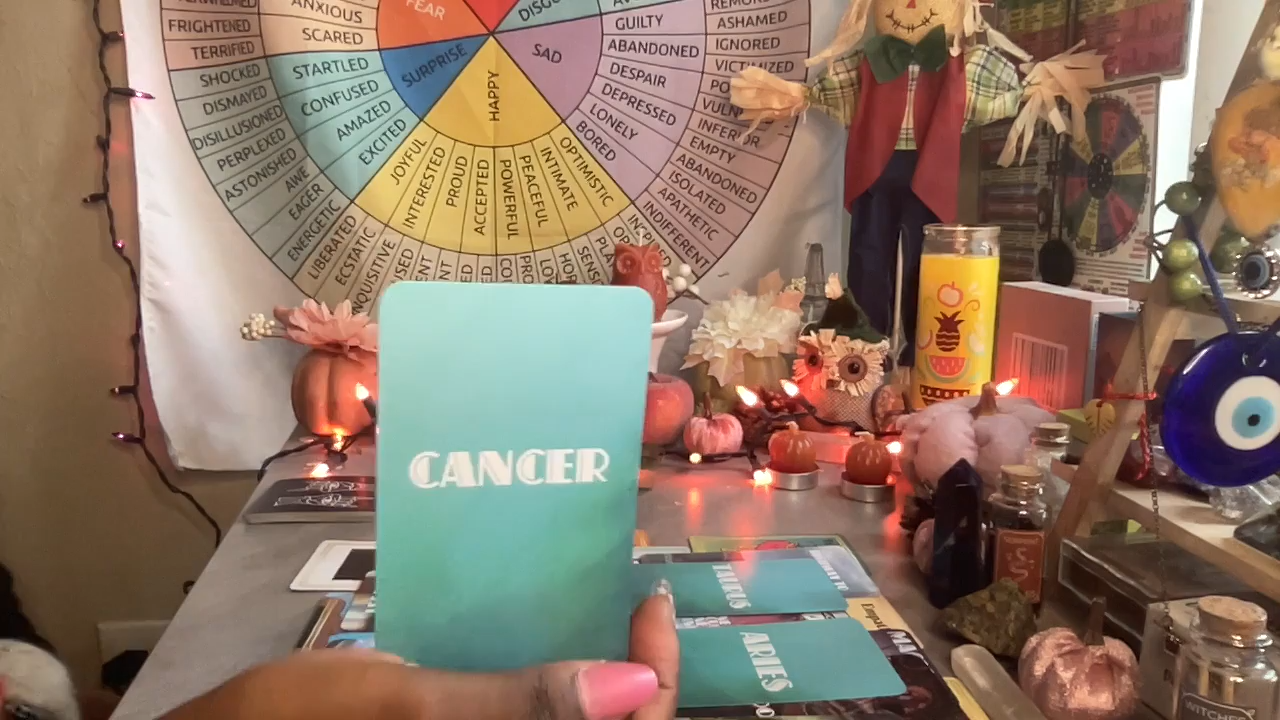 FEAR
SURPRISE
HAPPY
SAD
ANXIOUS
SCARED
STARTLED
CONFUSED
AMAZED
EXCITED
JOYFUL
INTERESTED
PROUD
ACCEPTED
POWERFUL
PEACEFUL
INTIMATE
OPTIMISTIC
BORED
LONELY
DEPRESSED
DESPAIR
ABANDONED
GUILTY
FRIGHTENED
TERRIFIED
SHOCKED
DISMAYED
DISILLUSIONED
PERPLEXED
ASTONISHED
AWE
EAGER
ENERGETIC
LIBERATED
ECSTATIC
INDIFFERENT
APATHETIC
ISOLATED
ABANDONED
EMPTY
INFERIOR
VICTIMIZED
IGNORED
ASHAMED
CANCER
TAURUS
ARIES